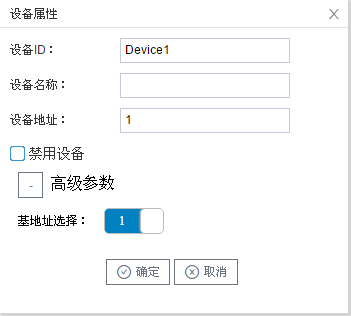 设备属性
设备ID： Device1
设备名称：
设备地址： 1
禁用设备
- 高级参数
基地址选择： 1
确定 取消